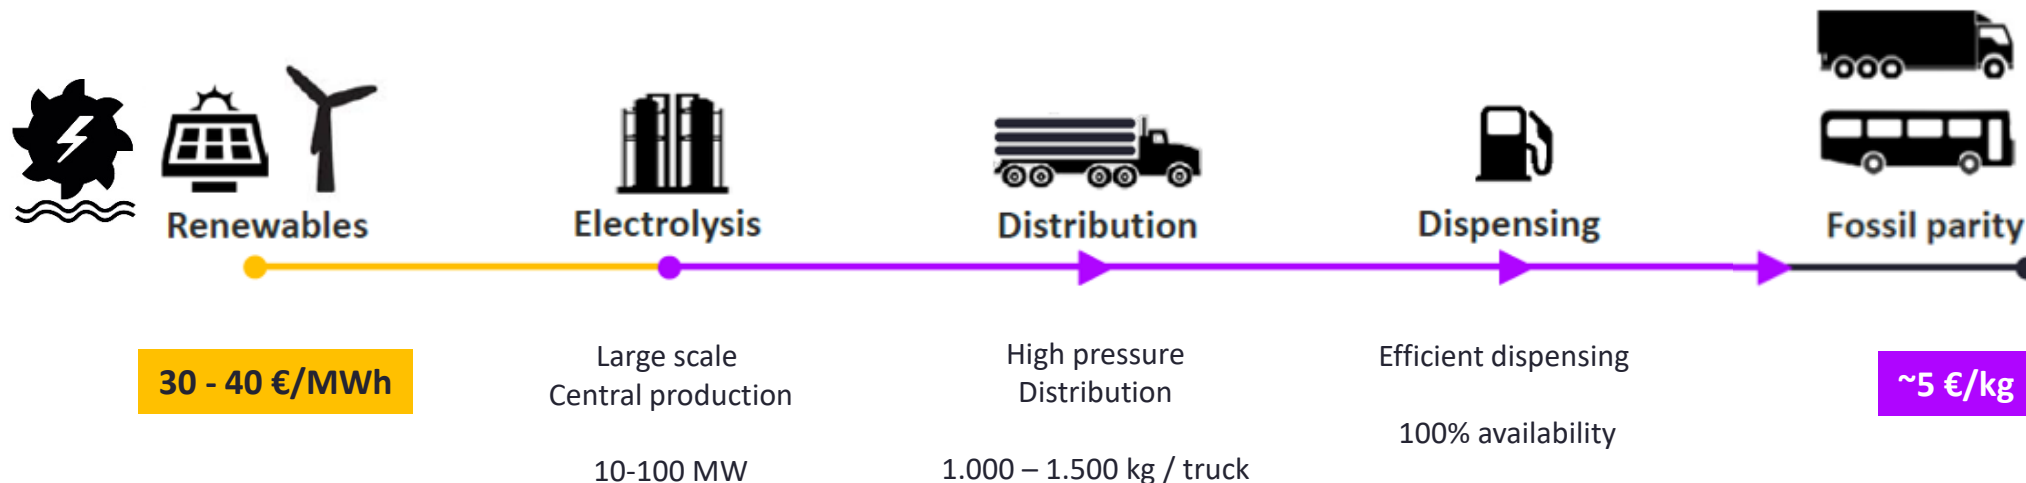 Renewables
Electrolysis
Distribution
Dispensing
Fossil parity
30 - 40 €/MWh
Large scale
Central production
10-100 MW
High pressure
Distribution
1.000 – 1.500 kg / truck
Efficient dispensing
100% availability
~5 €/kg